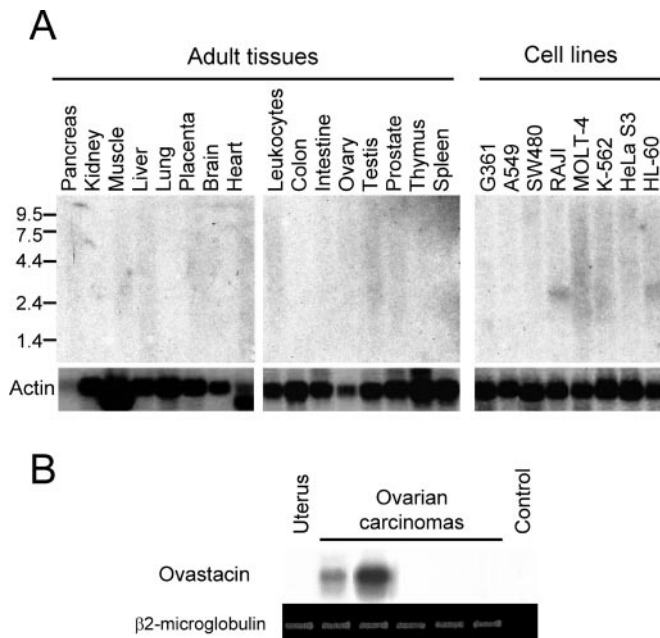 A
Adult tissues
Cell lines
Pancreas
Kidney
Muscle
Liver
Lung
Placenta
Brain
Heart
Leukocytes
Colon
Intestine
Ovary
Testis
Prostate
Thymus
Spleen
G361
A549
SW480
RAJI
MOLT-4
K-562
HeLa S3
HL-60
9.5
7.5
4.4
2.4
1.4
Actin
B
Uterus
Ovarian
carcinomas
Control
Ovastacin
β2-microglobulin